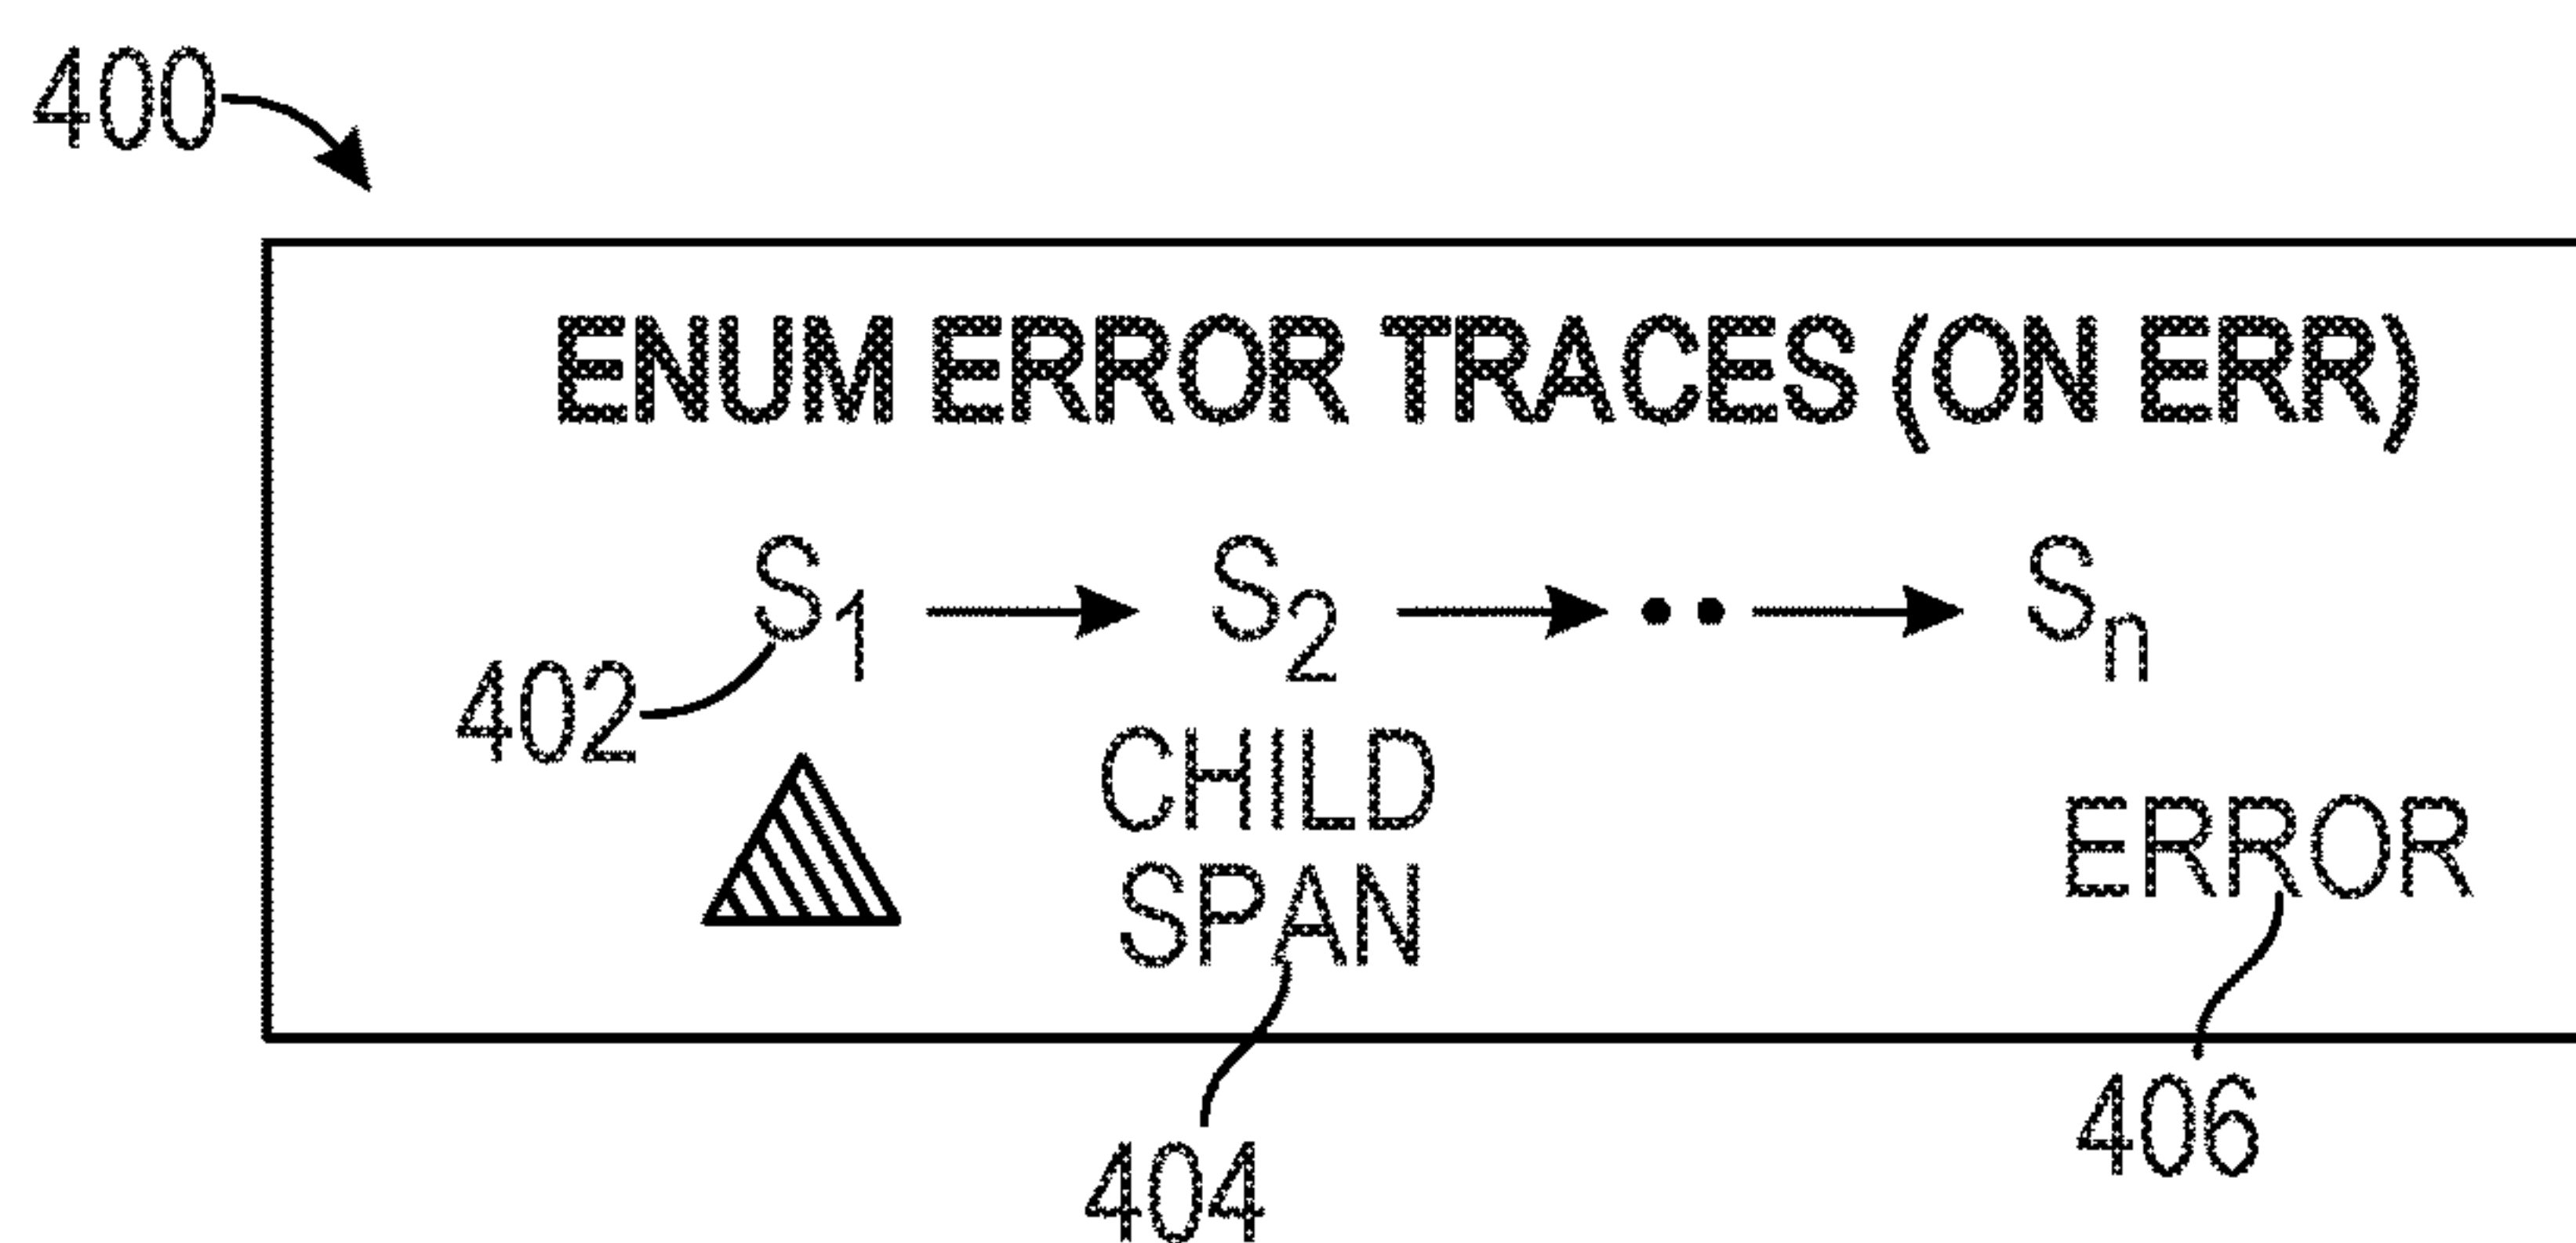 400
ENUM ERROR TRACES (ON ERR)
S1 → S2 → •• → Sn
402
CHILD
SPAN
ERROR
404
406